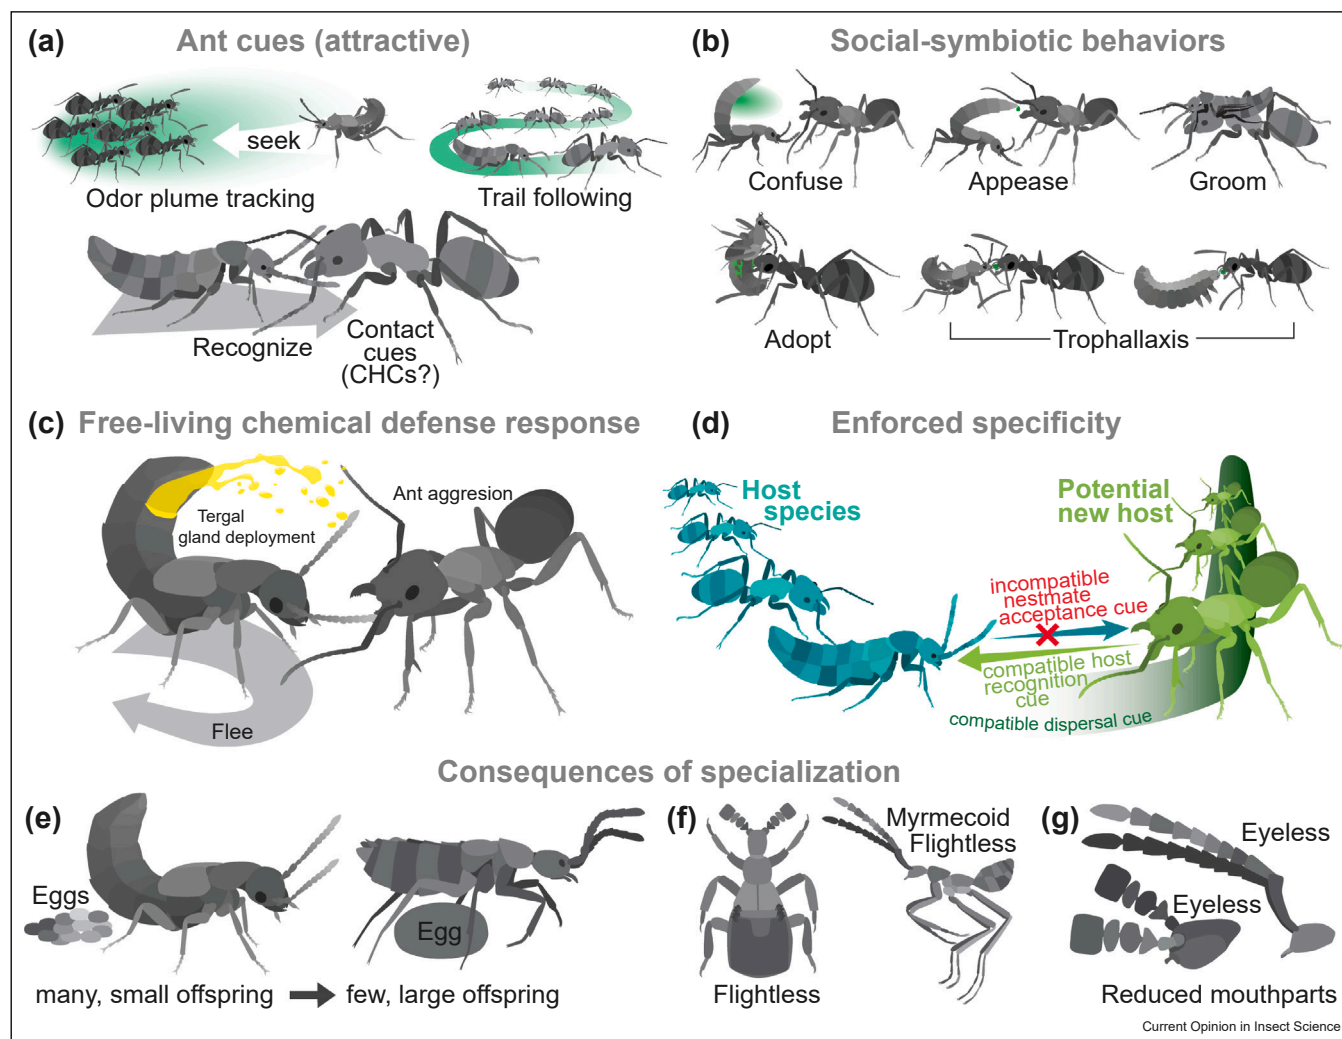 (a) Ant cues (attractive)
seek
Odor plume tracking
Trail following
Recognize
Contact
cues
(CHCs?)
(b) Social-symbiotic behaviors
Confuse
Appease
Groom
Adopt
Trophallaxis
(c) Free-living chemical defense response
Tergal
gland deployment
Ant aggresion
Flee
(d) Enforced specificity
Host
species
Potential
new host
incompatible
nestmate
acceptance cue
compatible host
recognition
cue
compatible dispersal cue
Consequences of specialization
(e)
Eggs
Egg
many, small offspring
few, large offspring
(f)
Flightless
Myrmecoid
Flightless
(g)
Eyeless
Eyeless
Reduced mouthparts
Current Opinion in Insect Science